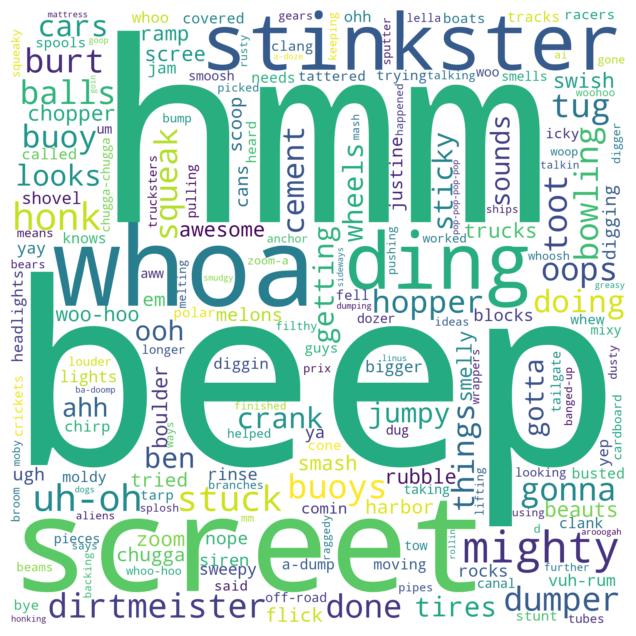 mattress whoo ohh gears lella boats tracks racers
squeaky cars spools ramp covered stinkster keeping sputter
goop burt scree clang rusty ai gone
jam smoosh a-doze needs tattered trying talking woo smells swish
balls hmm picked woohoo
chopper um bump scoop heard cans mash happened tug
buoy squeak cement wheels justine sticky icky digger
called trucksters pulling pop-pop-pop-pop sounds woop bowling
looks chugga-chugga talkin
shovel means awesome ships toot digging
honk knows whoa anchor ding getting pushing worked trucks
yay bears aww zoom-a sideways whoosh oops
headlights em melting smudgy fell hopper whew greasy
woo-hoo polar melons dumping dozer blocks ideas doing mixy
ooh filthy guys linus wrappers
louder longer beep diggin prix bigger smelly tailgate dusty
crickets lights ba-doomp boulder finished crank jumpy things gotta banged-up cardboard
ahh chirp ways helped cone ya dug
moby ugh ben rinse smash rubble yep looking busted
broom moldy tried branches buoys taking lifting gonna
uh-oh dogs tarp stuck comin harbor using beauts
aliens splosh mm raggedy tow d clank arooogah
pieces zoom nope screet rollin mighty
beams says chugga siren a-dump moving rocks further
backing whoo-hoo sweepy pipes canal vuh-rum
bye said off-road stunt
honking dirtmeister flick done tires dumper tubes
goin